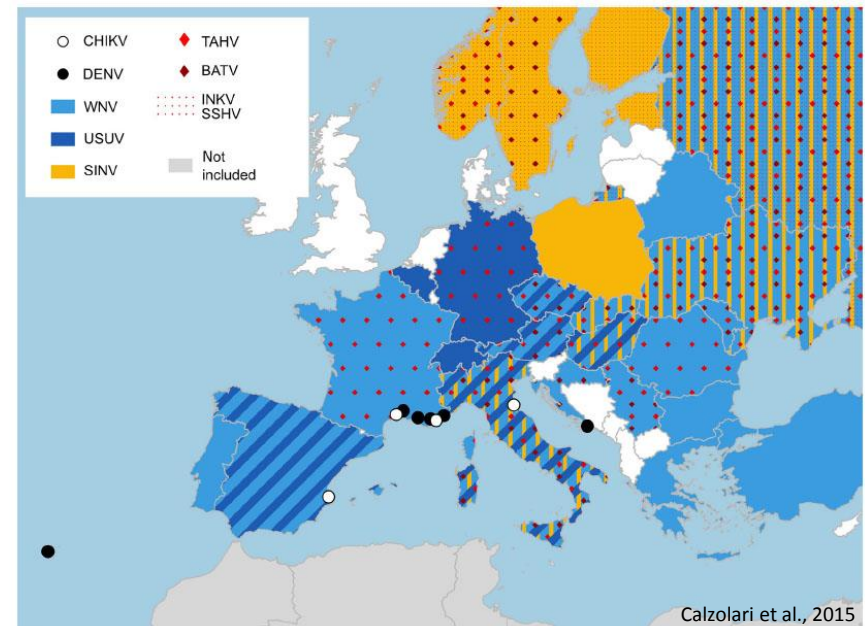 CHIKV
DENV
WNV
USUV
SINV
TAHV
BATV
INKV
SSHV
Not
included
Calzolari et al., 2015